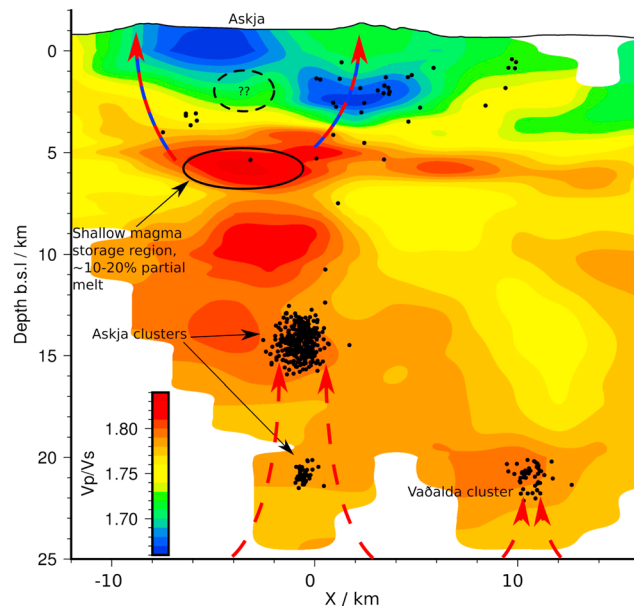 Askja
0
5
10
15
20
25
Depth b.s.l / km
??
Shallow magma
storage region,
~10-20% partial
melt
Askja clusters
Vaðalda cluster
Vp/Vs
1.80
1.75
1.70
-10
0
10
X / km